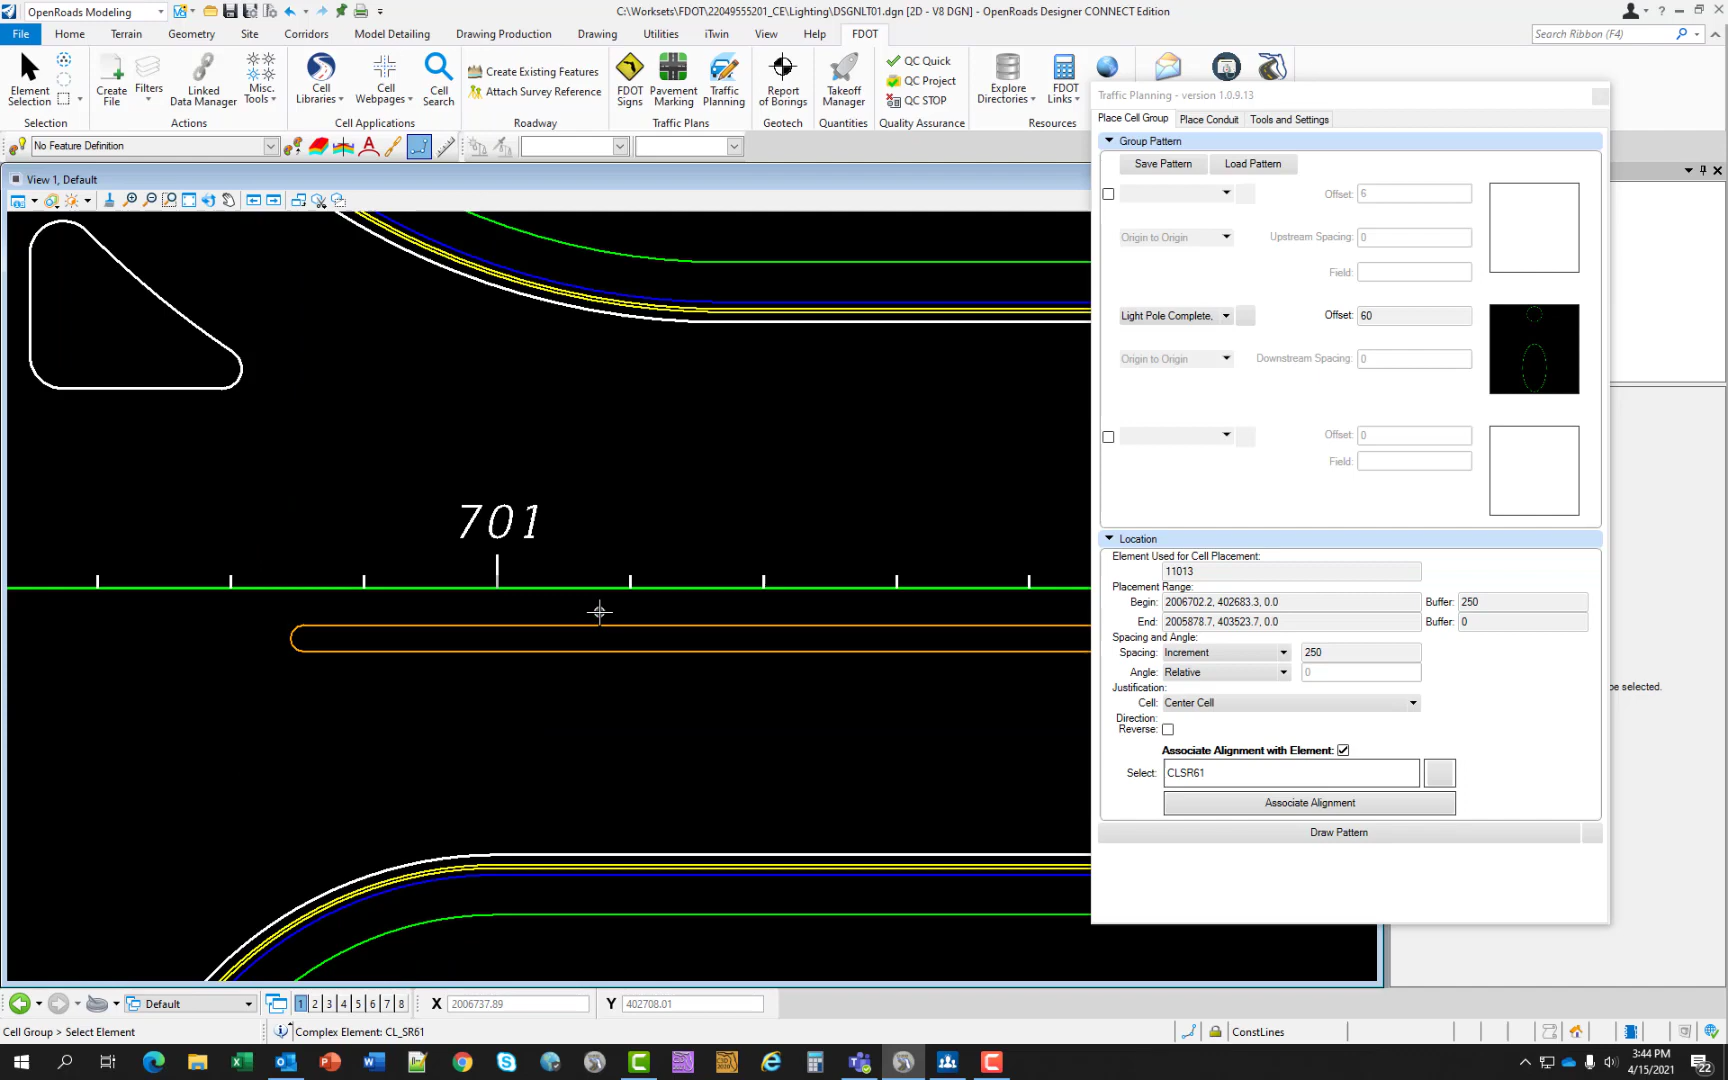 OpenRoads Modeling
C:\Worksets\FDOT\22049555201_CE\Lighting\DSGNLT01.dgn [2D - V8 DGN] - OpenRoads Designer CONNECT Edition
File Home Terrain Geometry Site Corridors Model Detailing Drawing Production Drawing Utilities iTwin View Help FDOT
Search Ribbon (F4)
Element Selection
Create File
Filters
Linked Data Manager
Misc. Tools
Cell Libraries
Cell Webpages
Cell Search
Create Existing Features
Attach Survey Reference
FDOT Signs
Pavement Marking
Traffic Planning
Report of Borings
Takeoff Manager
QC Quick
QC Project
QC STOP
Explore Directories
FDOT Links
Selection Actions Cell Applications Roadway Traffic Plans Geotech Quantities Quality Assurance Resources
No Feature Definition
View 1, Default
701
Traffic Planning - version 1.0.9.13
Place Cell Group Place Conduit Tools and Settings
Group Pattern
Save Pattern Load Pattern
Offset: 6
Origin to Origin Upstream Spacing: 0
Field:
Light Pole Complete, Offset: 60
Origin to Origin Downstream Spacing: 0
Offset: 0
Field:
Location
Element Used for Cell Placement:
11013
Placement Range:
Begin: 2006702.2, 402683.3, 0.0 Buffer: 250
End: 2005878.7, 403523.7, 0.0 Buffer: 0
Spacing and Angle:
Spacing: Increment 250
Angle: Relative 0
Justification:
Cell: Center Cell
Direction:
Reverse:
Associate Alignment with Element:
Select: CLSR61
Associate Alignment
Draw Pattern
be selected.
Default 1 2 3 4 5 6 7 8 X 2006737.89 Y 402708.01
Cell Group > Select Element Complex Element: CL_SR61 ConstLines
3:44 PM
4/15/2021
22